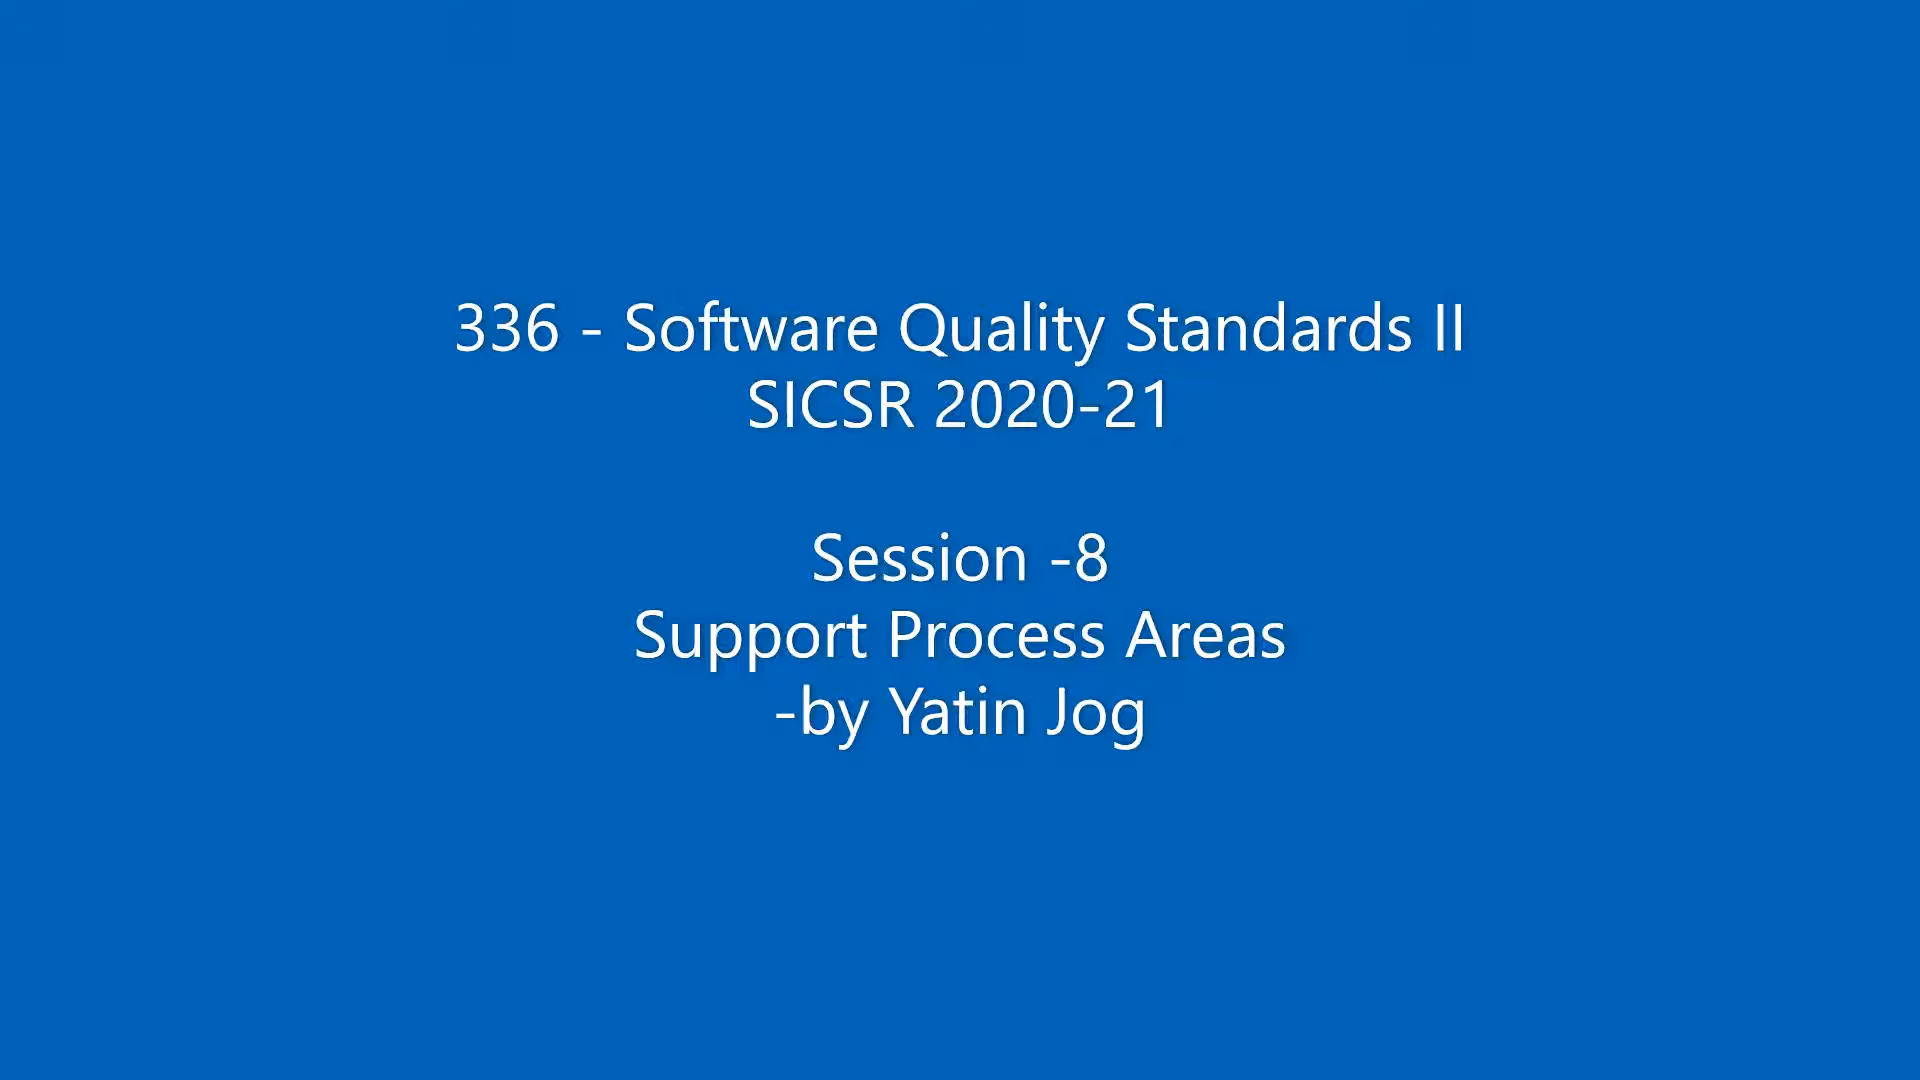 336 - Software Quality Standards II
SICSR 2020-21
Session -8
Support Process Areas
-by Yatin Jog